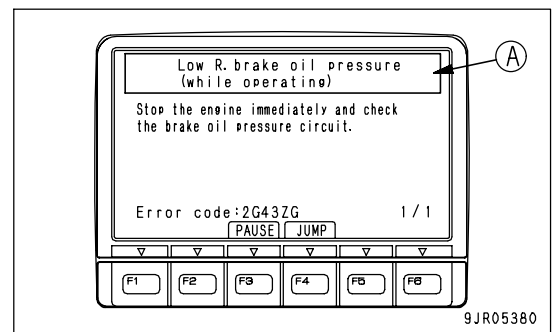 Low R. brake oil pressure
(while operating)
A
Stop the engine immediately and check
the brake oil pressure circuit.
Error code:2G43ZG 1/1
PAUSE JUMP
F1 F2 F3 F4 F5 F6
9JR05380